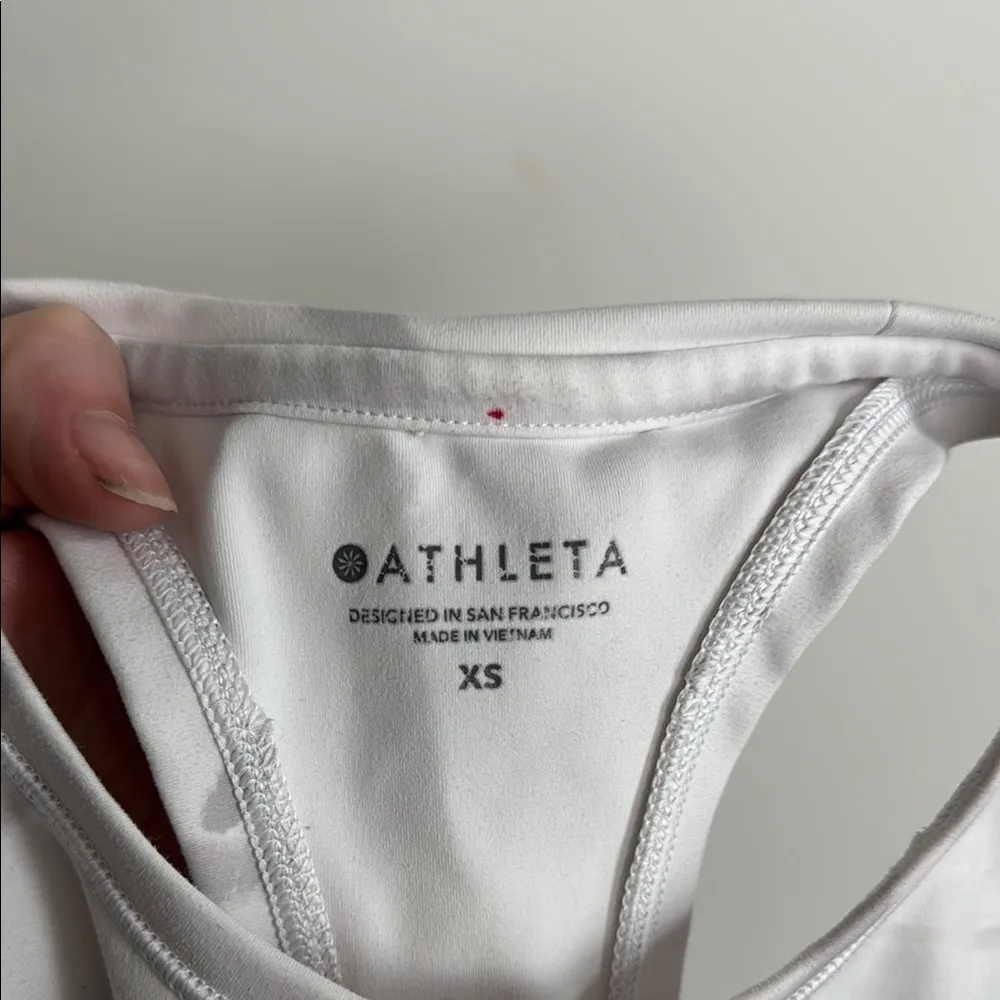 ATHLETA
DESIGNED IN SAN FRANCISCO
MADE IN VIETNAM
XS